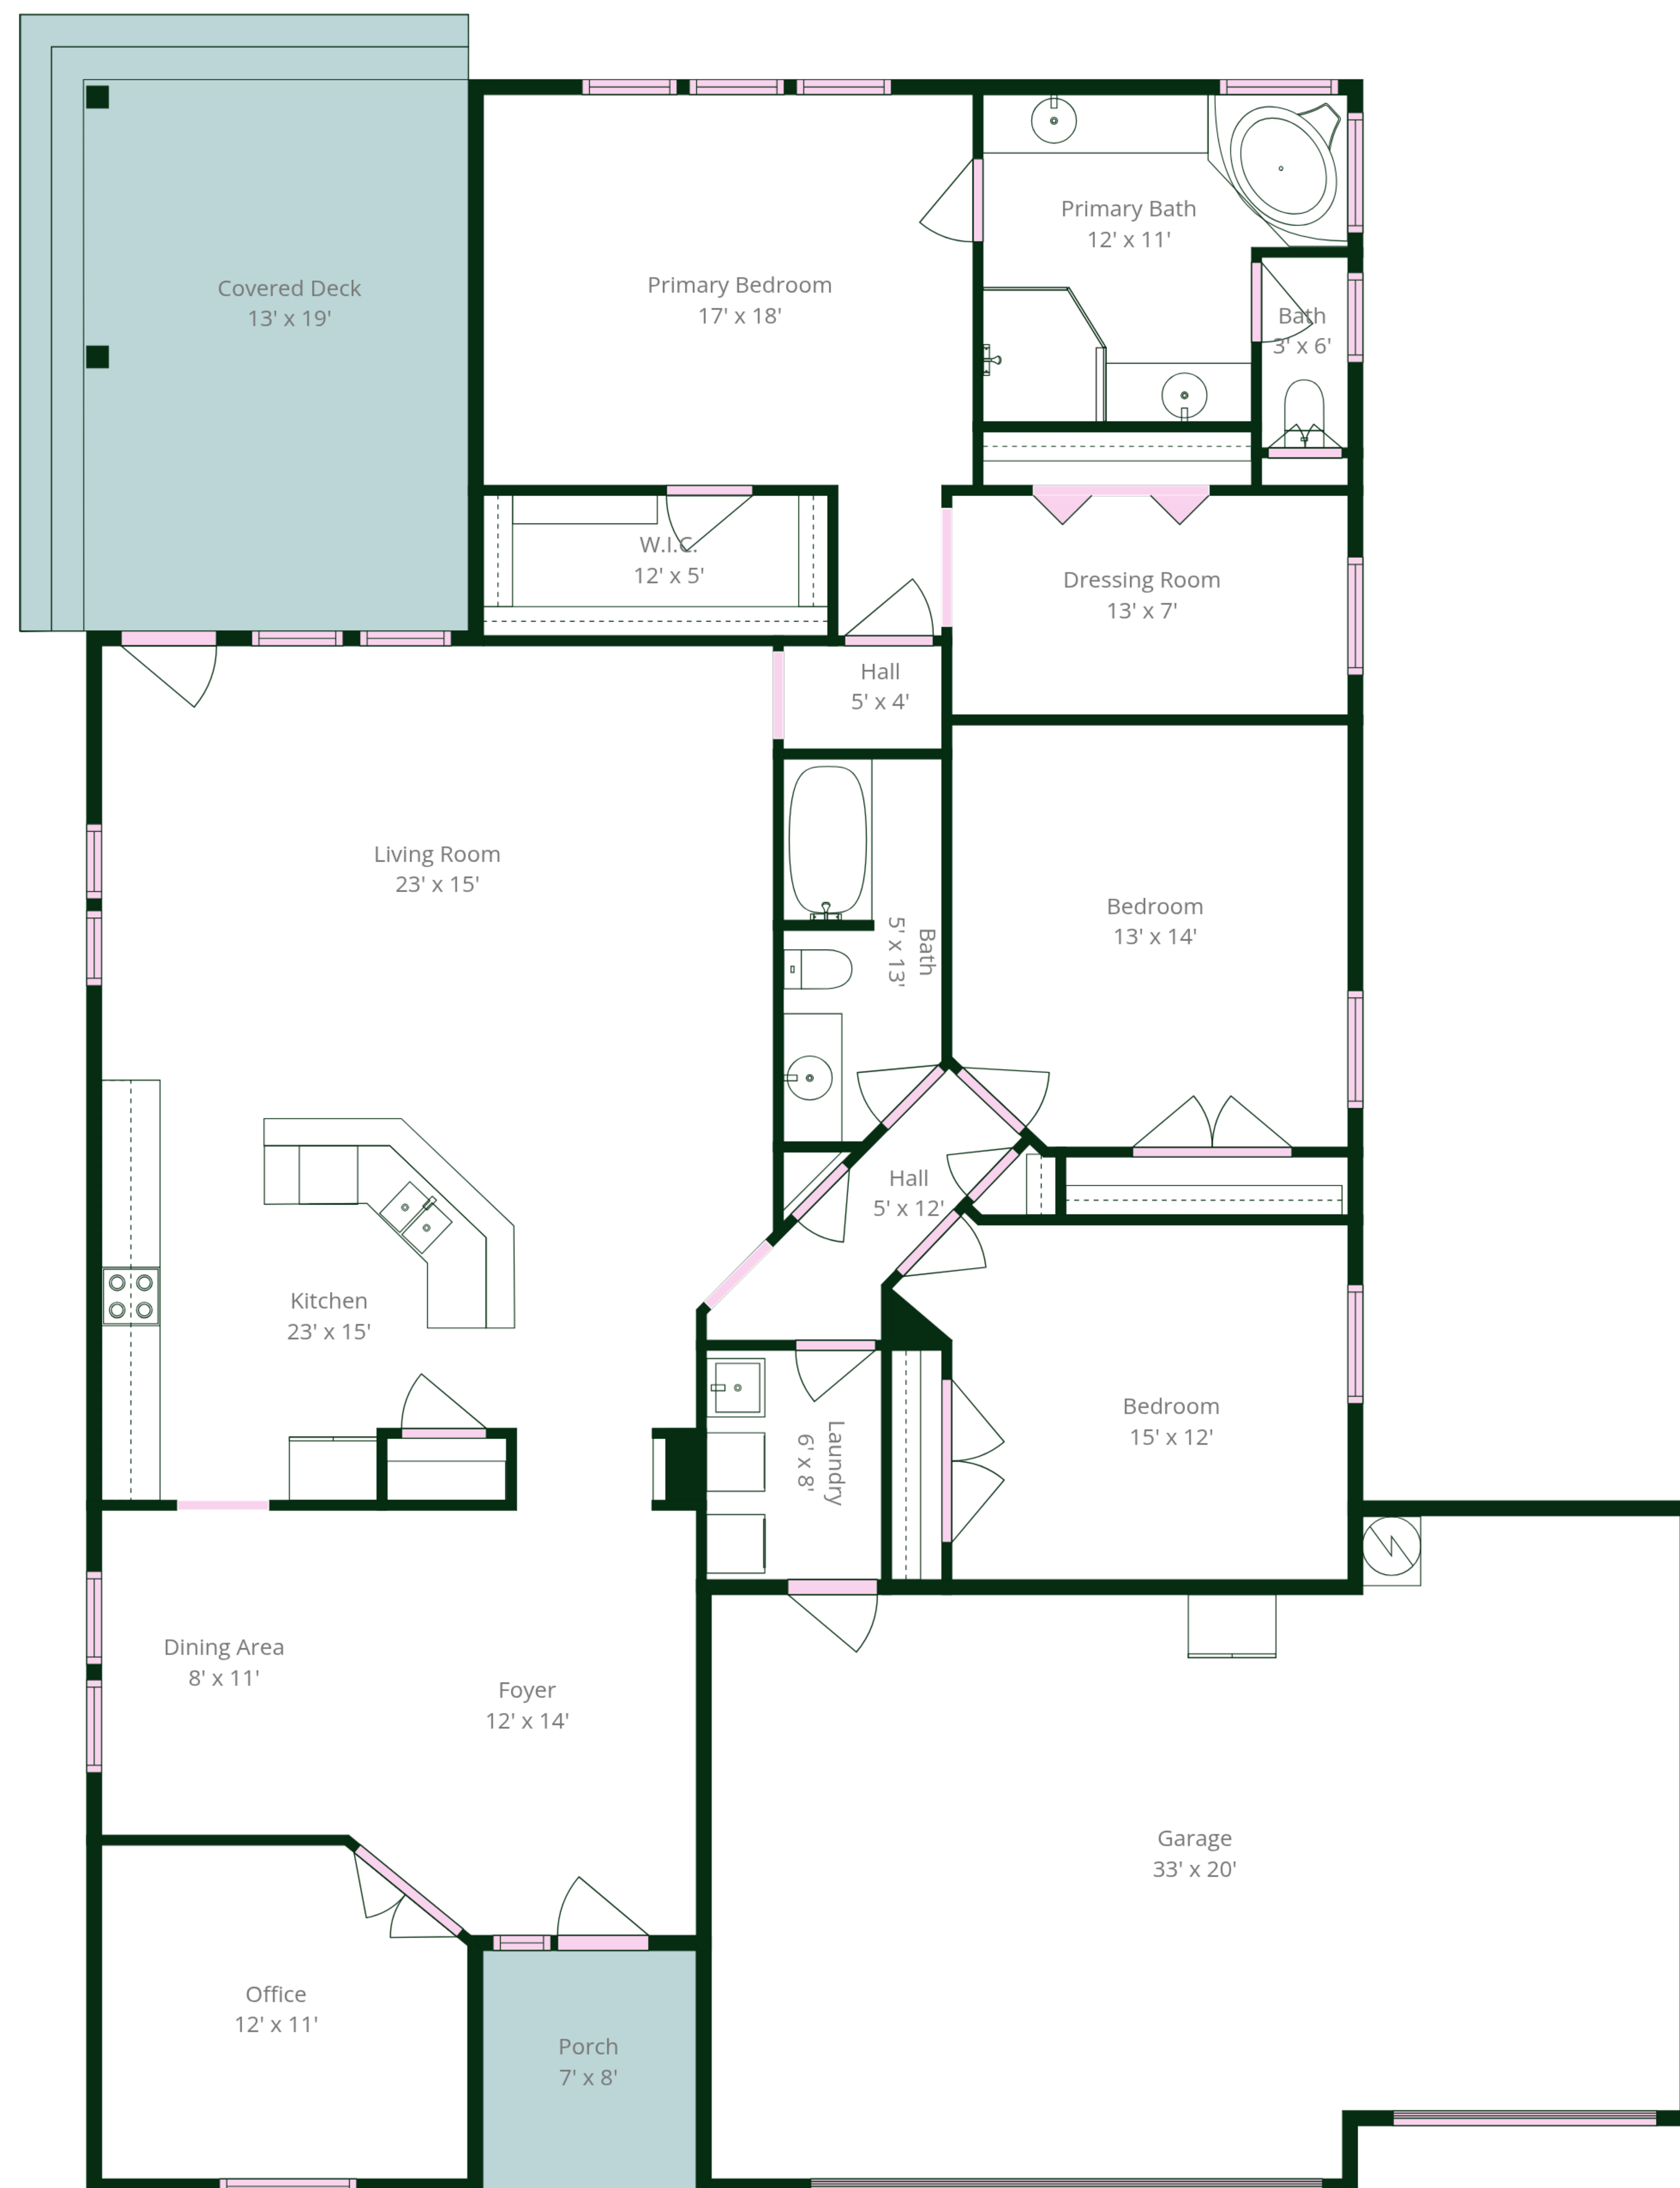 Covered Deck
13' x 19'
Primary Bedroom
17' x 18'
Primary Bath
12' x 11'
Bath
3' x 6'
W.I.C.
12' x 5'
Dressing Room
13' x 7'
Hall
5' x 4'
Living Room
23' x 15'
Bath
5' x 13'
Bedroom
13' x 14'
Hall
5' x 12'
Kitchen
23' x 15'
Laundry
6' x 8'
Bedroom
15' x 12'
Dining Area
8' x 11'
Foyer
12' x 14'
Garage
33' x 20'
Office
12' x 11'
Porch
7' x 8'